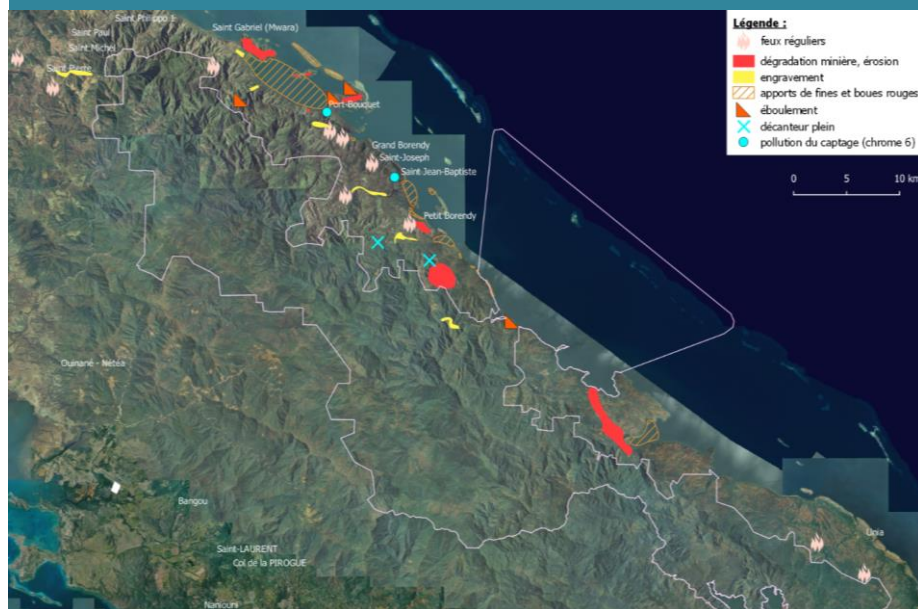 Saint Philippo I
Saint Paul
Saint Michel
Saint-Pierre
Saint Gabriel (Mwara)
Port-Bouquet
Grand Borendy
Saint-Joseph
Saint Jean-Baptiste
Petit Borendy
Ouinané - Nétéa
Bangou
Saint-LAURENT
Col de la PIROGUE
Naniouni
Unia
Légende :
feux réguliers
dégradation minière, érosion
engravement
apports de fines et boues rouges
éboulement
décanteur plein
pollution du captage (chrome 6)
0 5 10 km